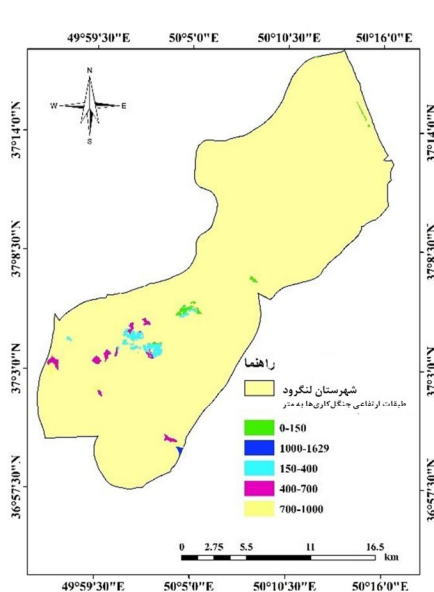 49°59'30"E 50°5'0"E 50°10'30"E 50°16'0"E
N
W E
S
37°14'0"N 37°14'0"N
37°8'30"N 37°8'30"N
37°3'0"N 37°3'0"N
36°57'30"N 36°57'30"N
راهنما
شهرستان لنگرود
طبقات ارتفاعی جنگل‌کاری‌ها به متر
0-150
1000-1629
150-400
400-700
700-1000
0 2.75 5.5 11 16.5
km
49°59'30"E 50°5'0"E 50°10'30"E 50°16'0"E